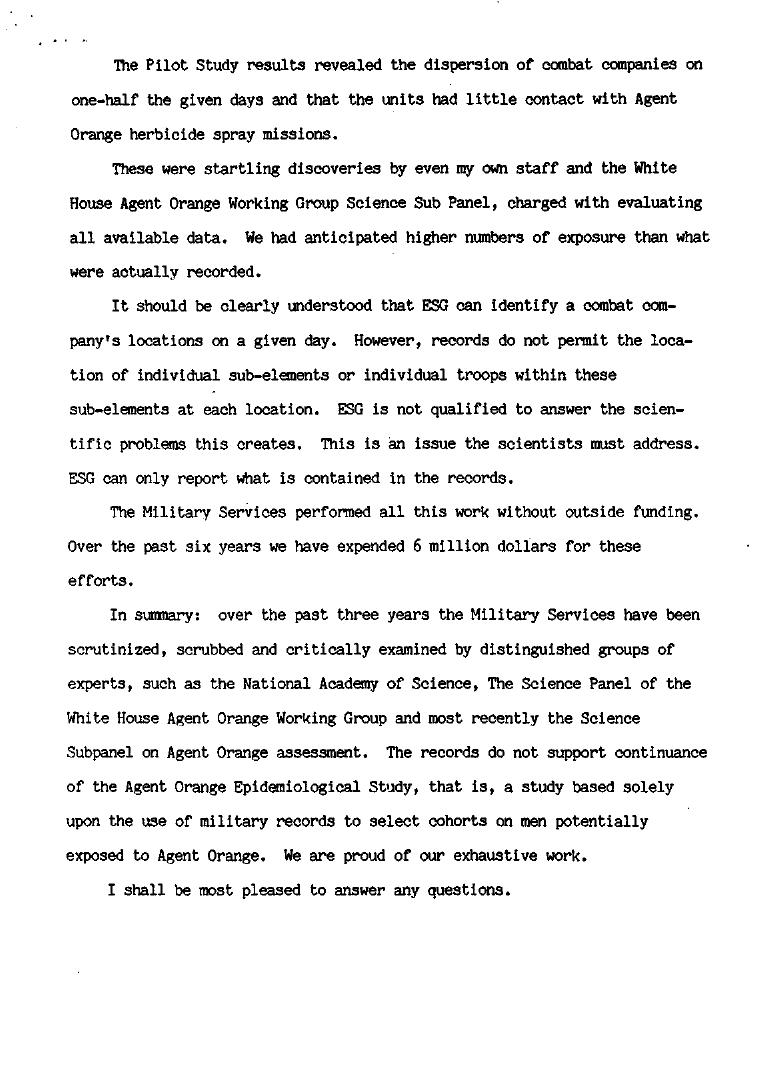 The Pilot Study results revealed the dispersion of combat companies on
one-half the given days and that the units had little contact with Agent
Orange herbicide spray missions.
These were startling discoveries by even my own staff and the White
House Agent Orange Working Group Science Sub Panel, charged with evaluating
all available data.  We had anticipated higher numbers of exposure than what
were actually recorded.
It should be clearly understood that ESG can identify a combat com-
pany's locations on a given day.  However, records do not permit the loca-
tion of individual sub-elements or individual troops within these
sub-elements at each location.  ESG is not qualified to answer the scien-
tific problems this creates.  This is an issue the scientists must address.
ESG can only report what is contained in the records.
The Military Services performed all this work without outside funding.
Over the past six years we have expended 6 million dollars for these
efforts.
In summary:  over the past three years the Military Services have been
scrutinized, scrubbed and critically examined by distinguished groups of
experts, such as the National Academy of Science, The Science Panel of the
White House Agent Orange Working Group and most recently the Science
Subpanel on Agent Orange assessment.  The records do not support continuance
of the Agent Orange Epidemiological Study, that is, a study based solely
upon the use of military records to select cohorts on men potentially
exposed to Agent Orange.  We are proud of our exhaustive work.
I shall be most pleased to answer any questions.